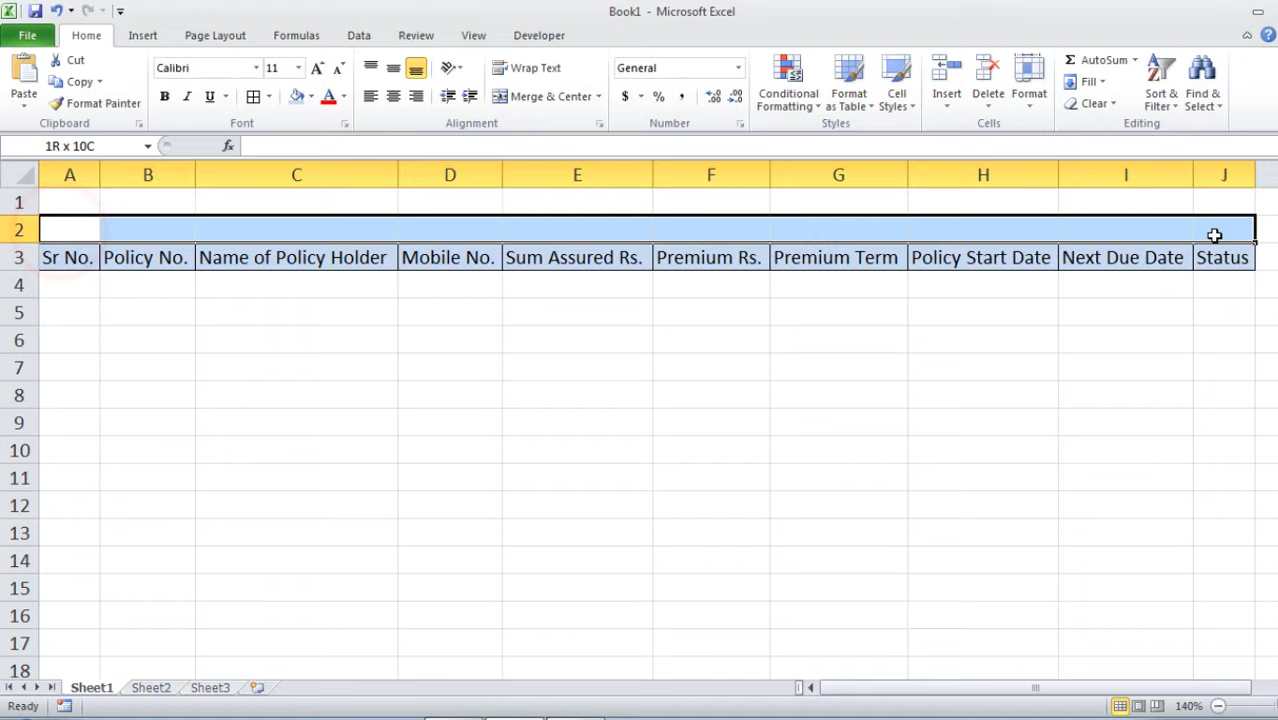 Book1 - Microsoft Excel
File Home Insert Page Layout Formulas Data Review View Developer
Paste
Cut
Copy
Format Painter
Clipboard
Calibri 11 A A
B I U A
Font
Wrap Text
Merge & Center
Alignment
General
$ % , .0 .00 .00 .0
Number
Conditional Formatting
Format as Table
Cell Styles
Styles
Insert Delete Format
Cells
Σ AutoSum
Fill
Clear
Sort & Filter
Find & Select
Editing
1R x 10C fx
A B C D E F G H I J
1
2
3 Sr No. Policy No. Name of Policy Holder Mobile No. Sum Assured Rs. Premium Rs. Premium Term Policy Start Date Next Due Date Status
4
5
6
7
8
9
10
11
12
13
14
15
16
17
18
Sheet1 Sheet2 Sheet3
Ready 140%